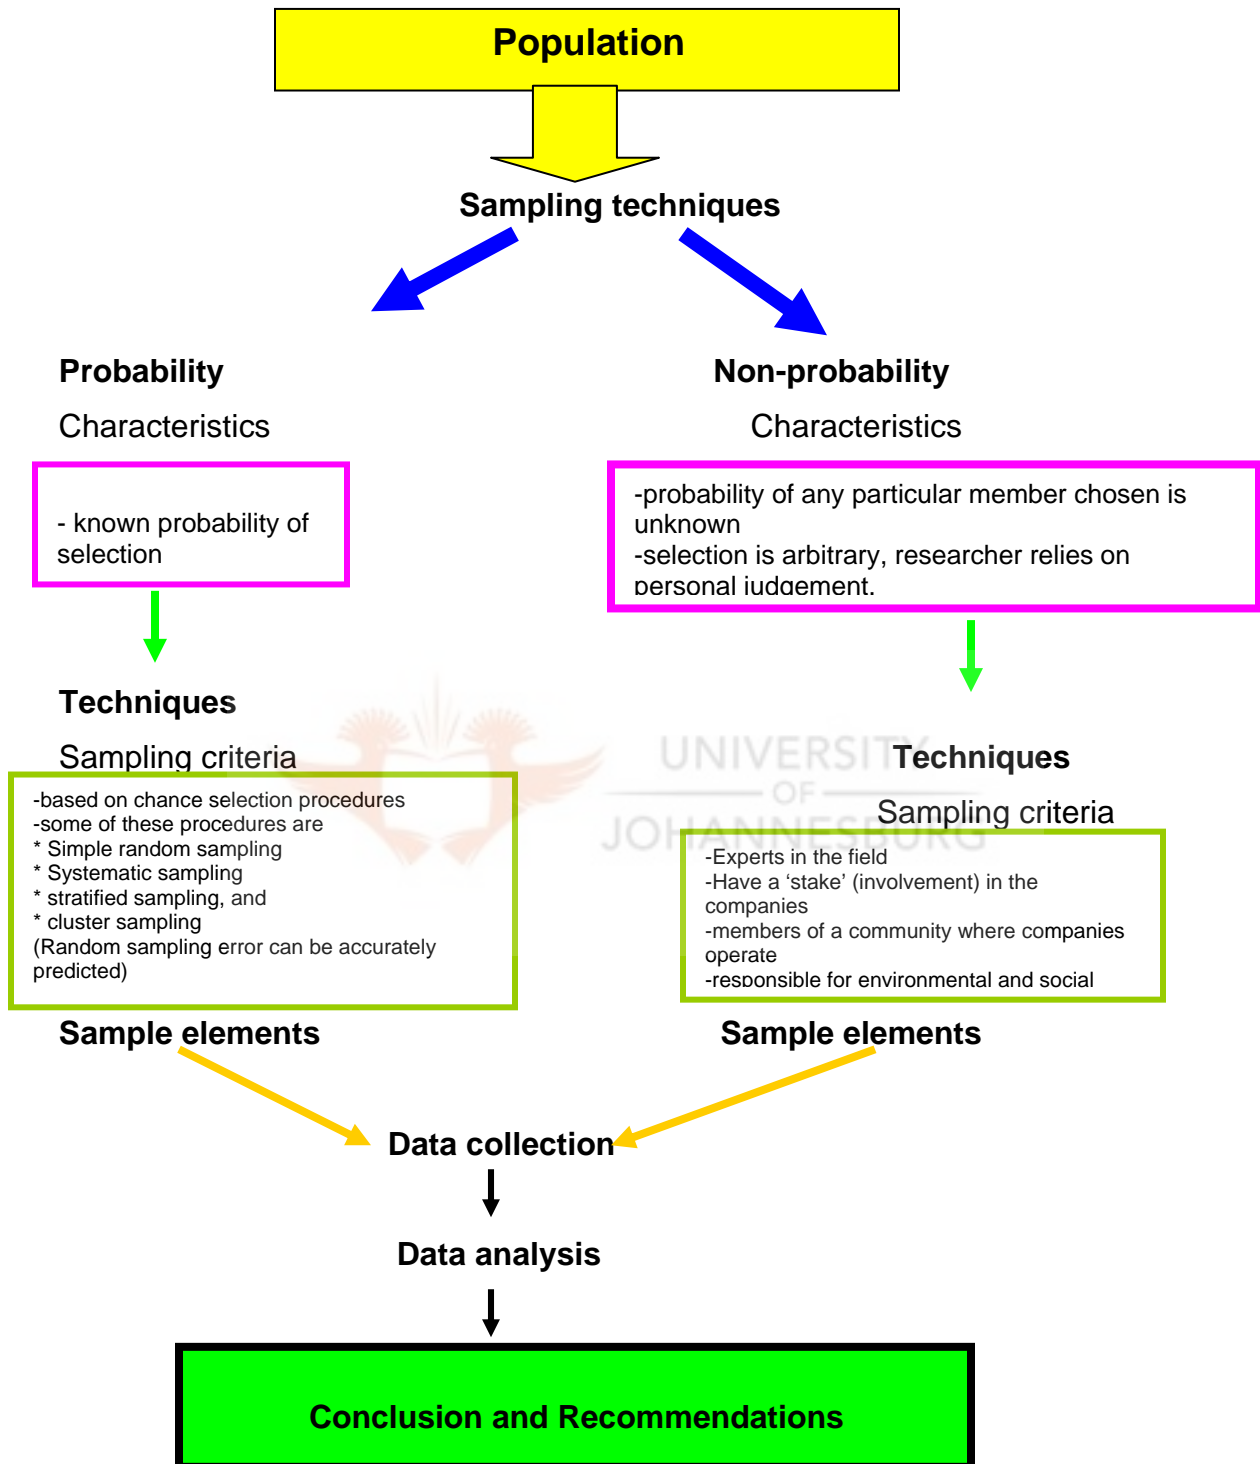 Population
Sampling techniques
Probability
Characteristics
- known probability of
selection
Techniques
Sampling criteria
-based on chance selection procedures
-some of these procedures are
* Simple random sampling
* Systematic sampling
* stratified sampling, and
* cluster sampling
(Random sampling error can be accurately
predicted)
Sample elements
Non-probability
Characteristics
-probability of any particular member chosen is
unknown
-selection is arbitrary, researcher relies on
personal judgement.
Techniques
Sampling criteria
-Experts in the field
-Have a ‘stake’ (involvement) in the
companies
-members of a community where companies
operate
-responsible for environmental and social
Sample elements
UNIVERSITY
OF
JOHANNESBURG
Data collection
Data analysis
Conclusion and Recommendations